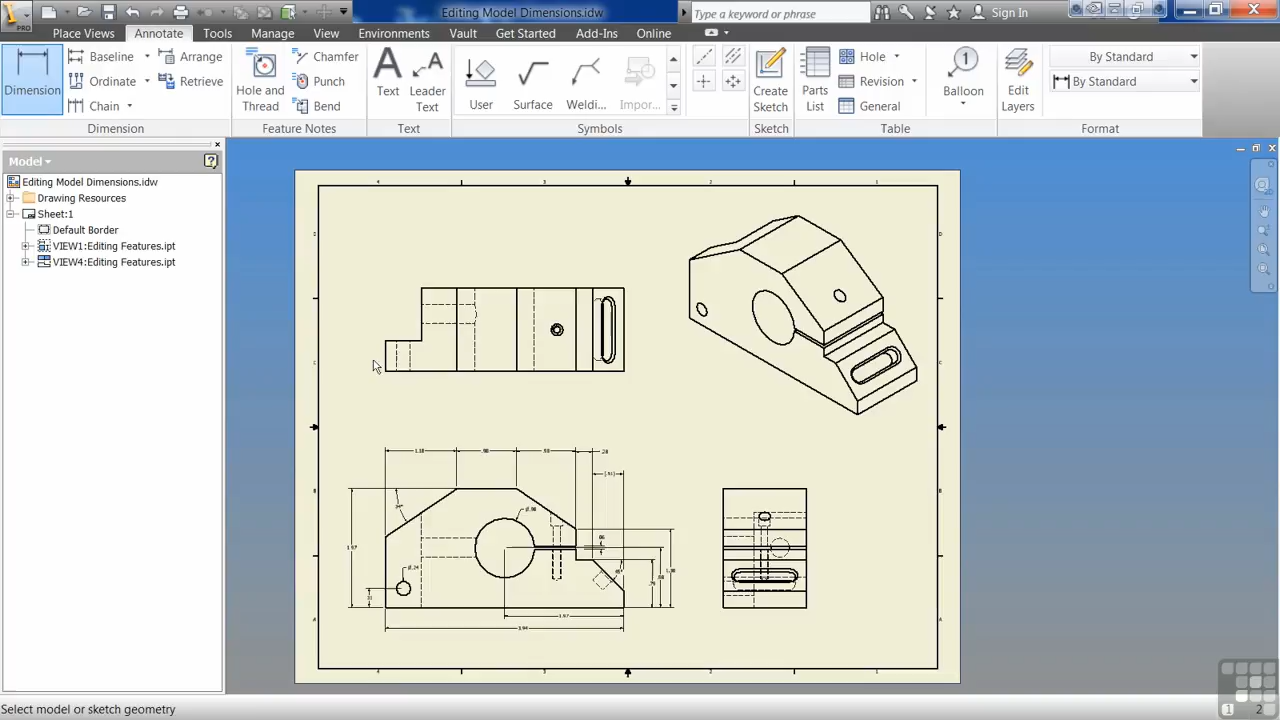 Editing Model Dimensions.idw
Type a keyword or phrase
Sign In
PRO
Place Views
Annotate
Tools
Manage
View
Environments
Vault
Get Started
Add-Ins
Online
Dimension
Baseline
Ordinate
Chain
Arrange
Retrieve
Dimension
Hole and
Thread
Chamfer
Punch
Bend
Feature Notes
Text
Leader
Text
Text
User
Surface
Weldi...
Impor...
Symbols
Create
Sketch
Sketch
Parts
List
Hole
Revision
General
Table
Balloon
Edit
Layers
By Standard
By Standard
Format
Model
Editing Model Dimensions.idw
Drawing Resources
Sheet:1
Default Border
VIEW1:Editing Features.ipt
VIEW4:Editing Features.ipt
Select model or sketch geometry
1
2